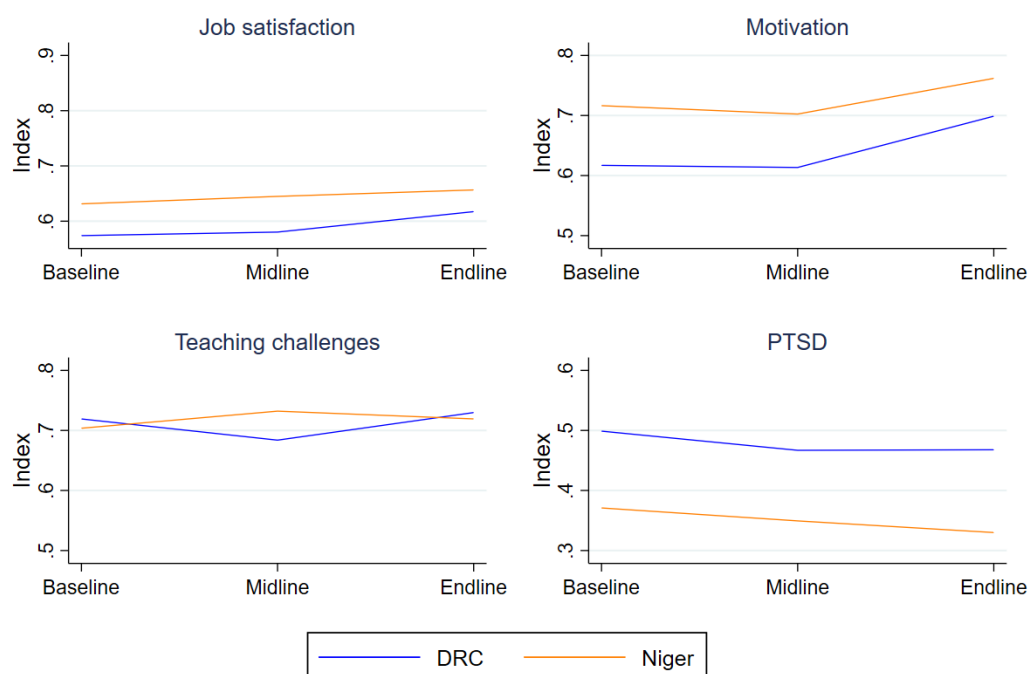 Job satisfaction
Index
.9
.8
.7
.6
Baseline
Midline
Endline
Motivation
Index
.8
.7
.6
.5
Baseline
Midline
Endline
Teaching challenges
Index
.8
.7
.6
.5
Baseline
Midline
Endline
PTSD
Index
.6
.5
.4
.3
Baseline
Midline
Endline
DRC
Niger